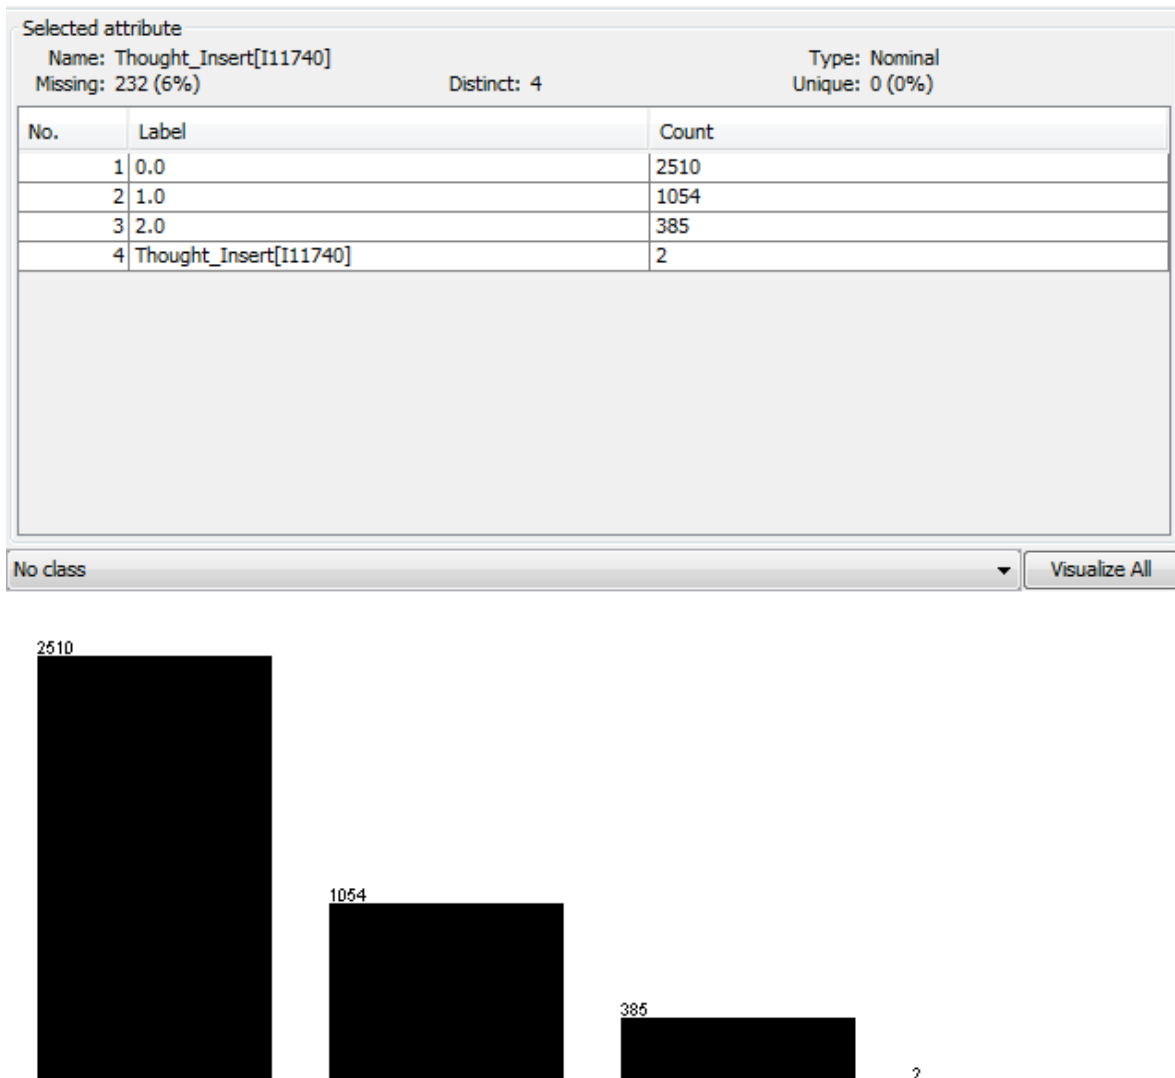 Selected attribute
Name: Thought_Insert[I11740] Type: Nominal
Missing: 232 (6%) Distinct: 4 Unique: 0 (0%)
No. Label Count
1 0.0 2510
2 1.0 1054
3 2.0 385
4 Thought_Insert[I11740] 2
No class Visualize All
2510
1054
385
2